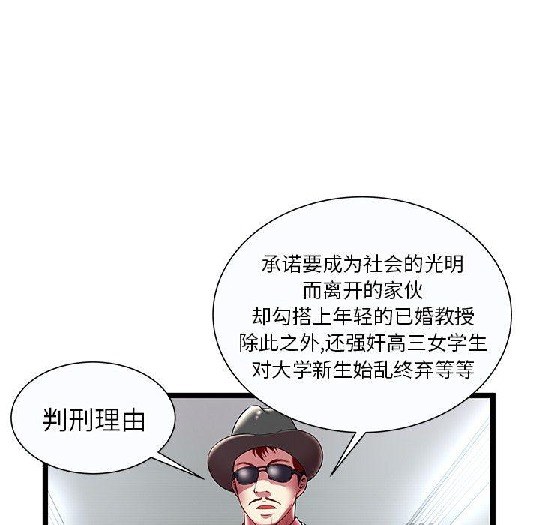 承诺要成为社会的光明
而离开的家伙
却勾搭上年轻的已婚教授
除此之外,还强奸高三女学生
对大学新生始乱终弃等等
判刑理由